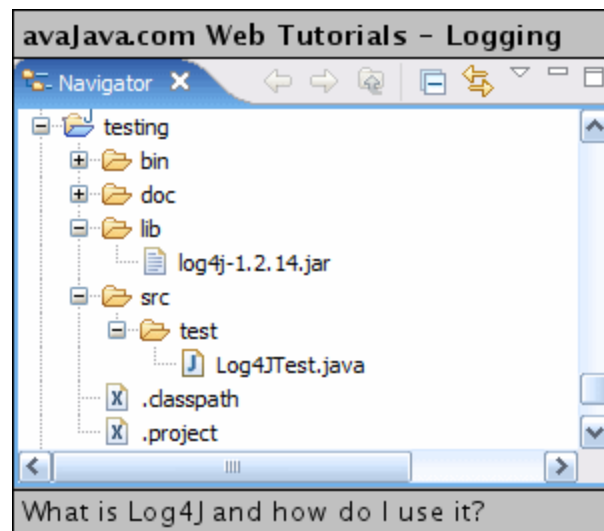 avaJava.com Web Tutorials - Logging
Navigator
testing
bin
doc
lib
log4j-1.2.14.jar
src
test
Log4JTest.java
.classpath
.project
What is Log4J and how do I use it?